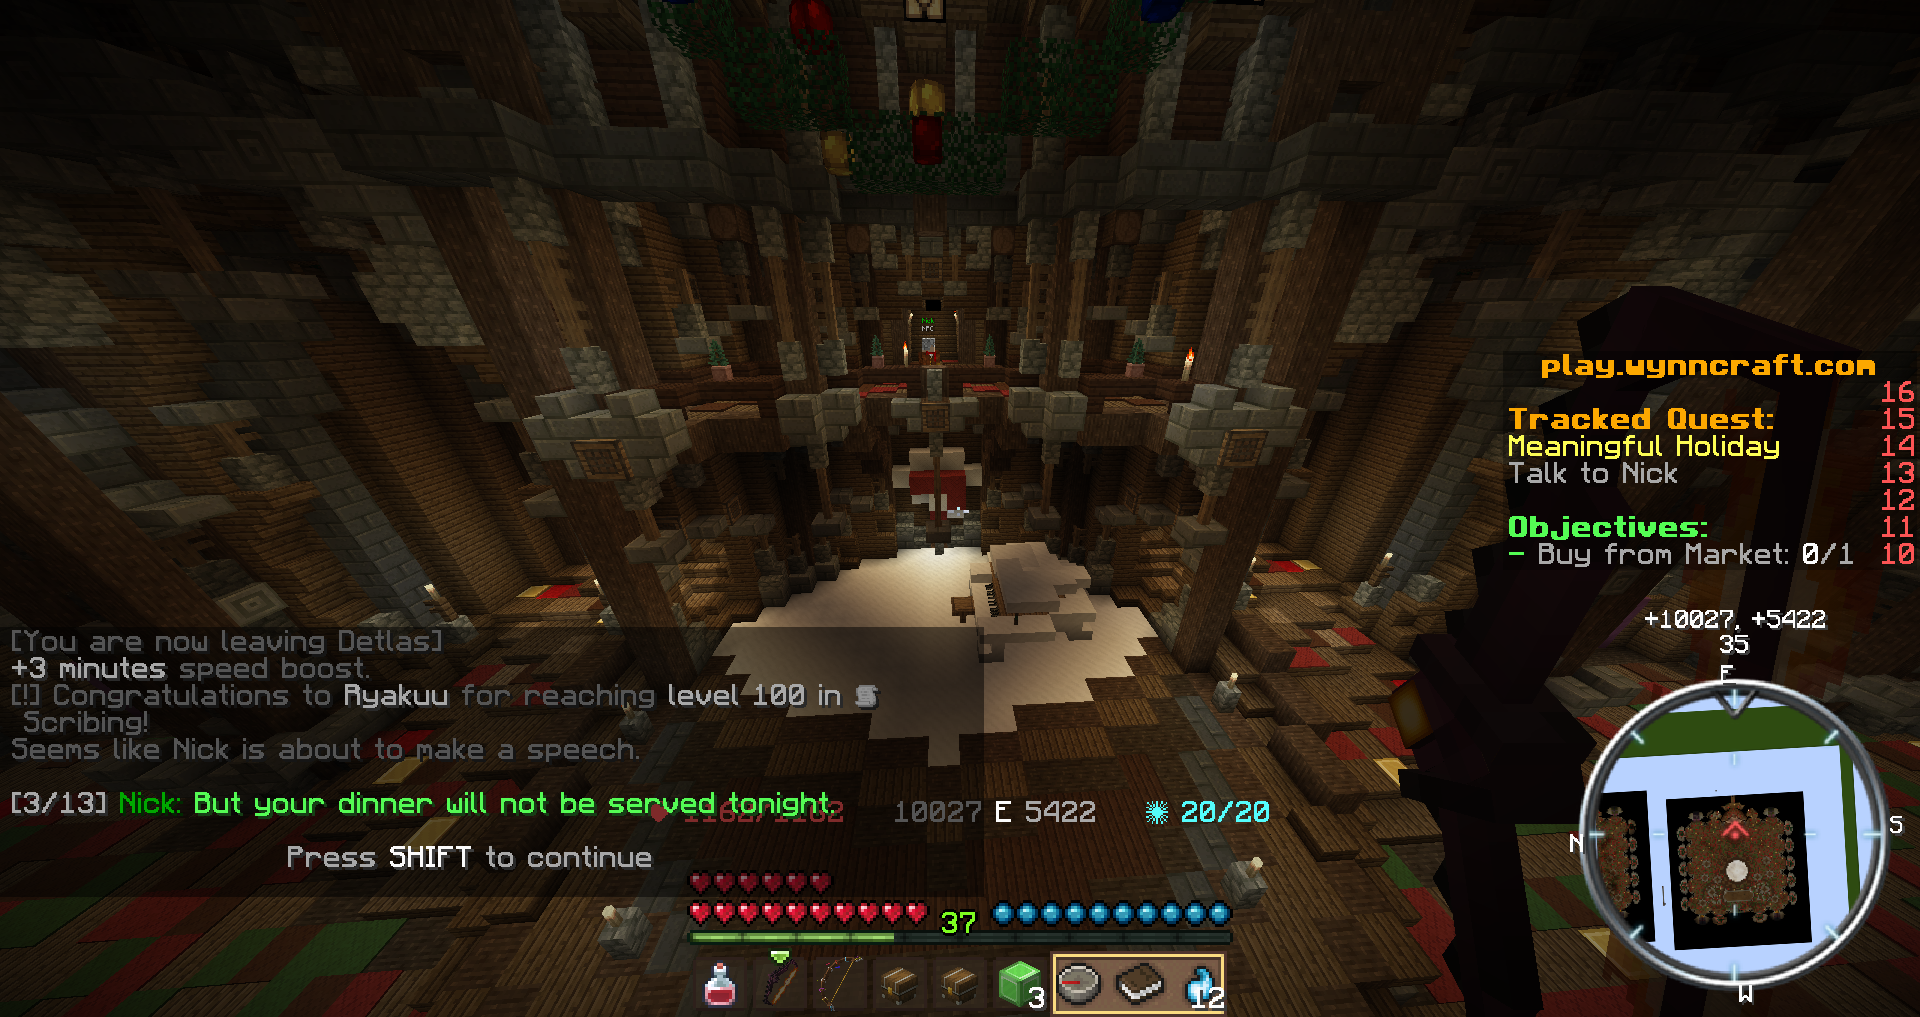 Nick
NPC
play.wynncraft.com
16
Tracked Quest: 15
Meaningful Holiday 14
Talk to Nick 13
12
Objectives: 11
- Buy from Market: 0/1 10
+10027, +5422
35
E
N
S
W
[You are now leaving Detlas]
+3 minutes speed boost.
[!] Congratulations to Ryakuu for reaching level 100 in
Scribing!
Seems like Nick is about to make a speech.
[3/13] Nick: But your dinner will not be served tonight.
10027 E 5422
20/20
Press SHIFT to continue
37
3
12